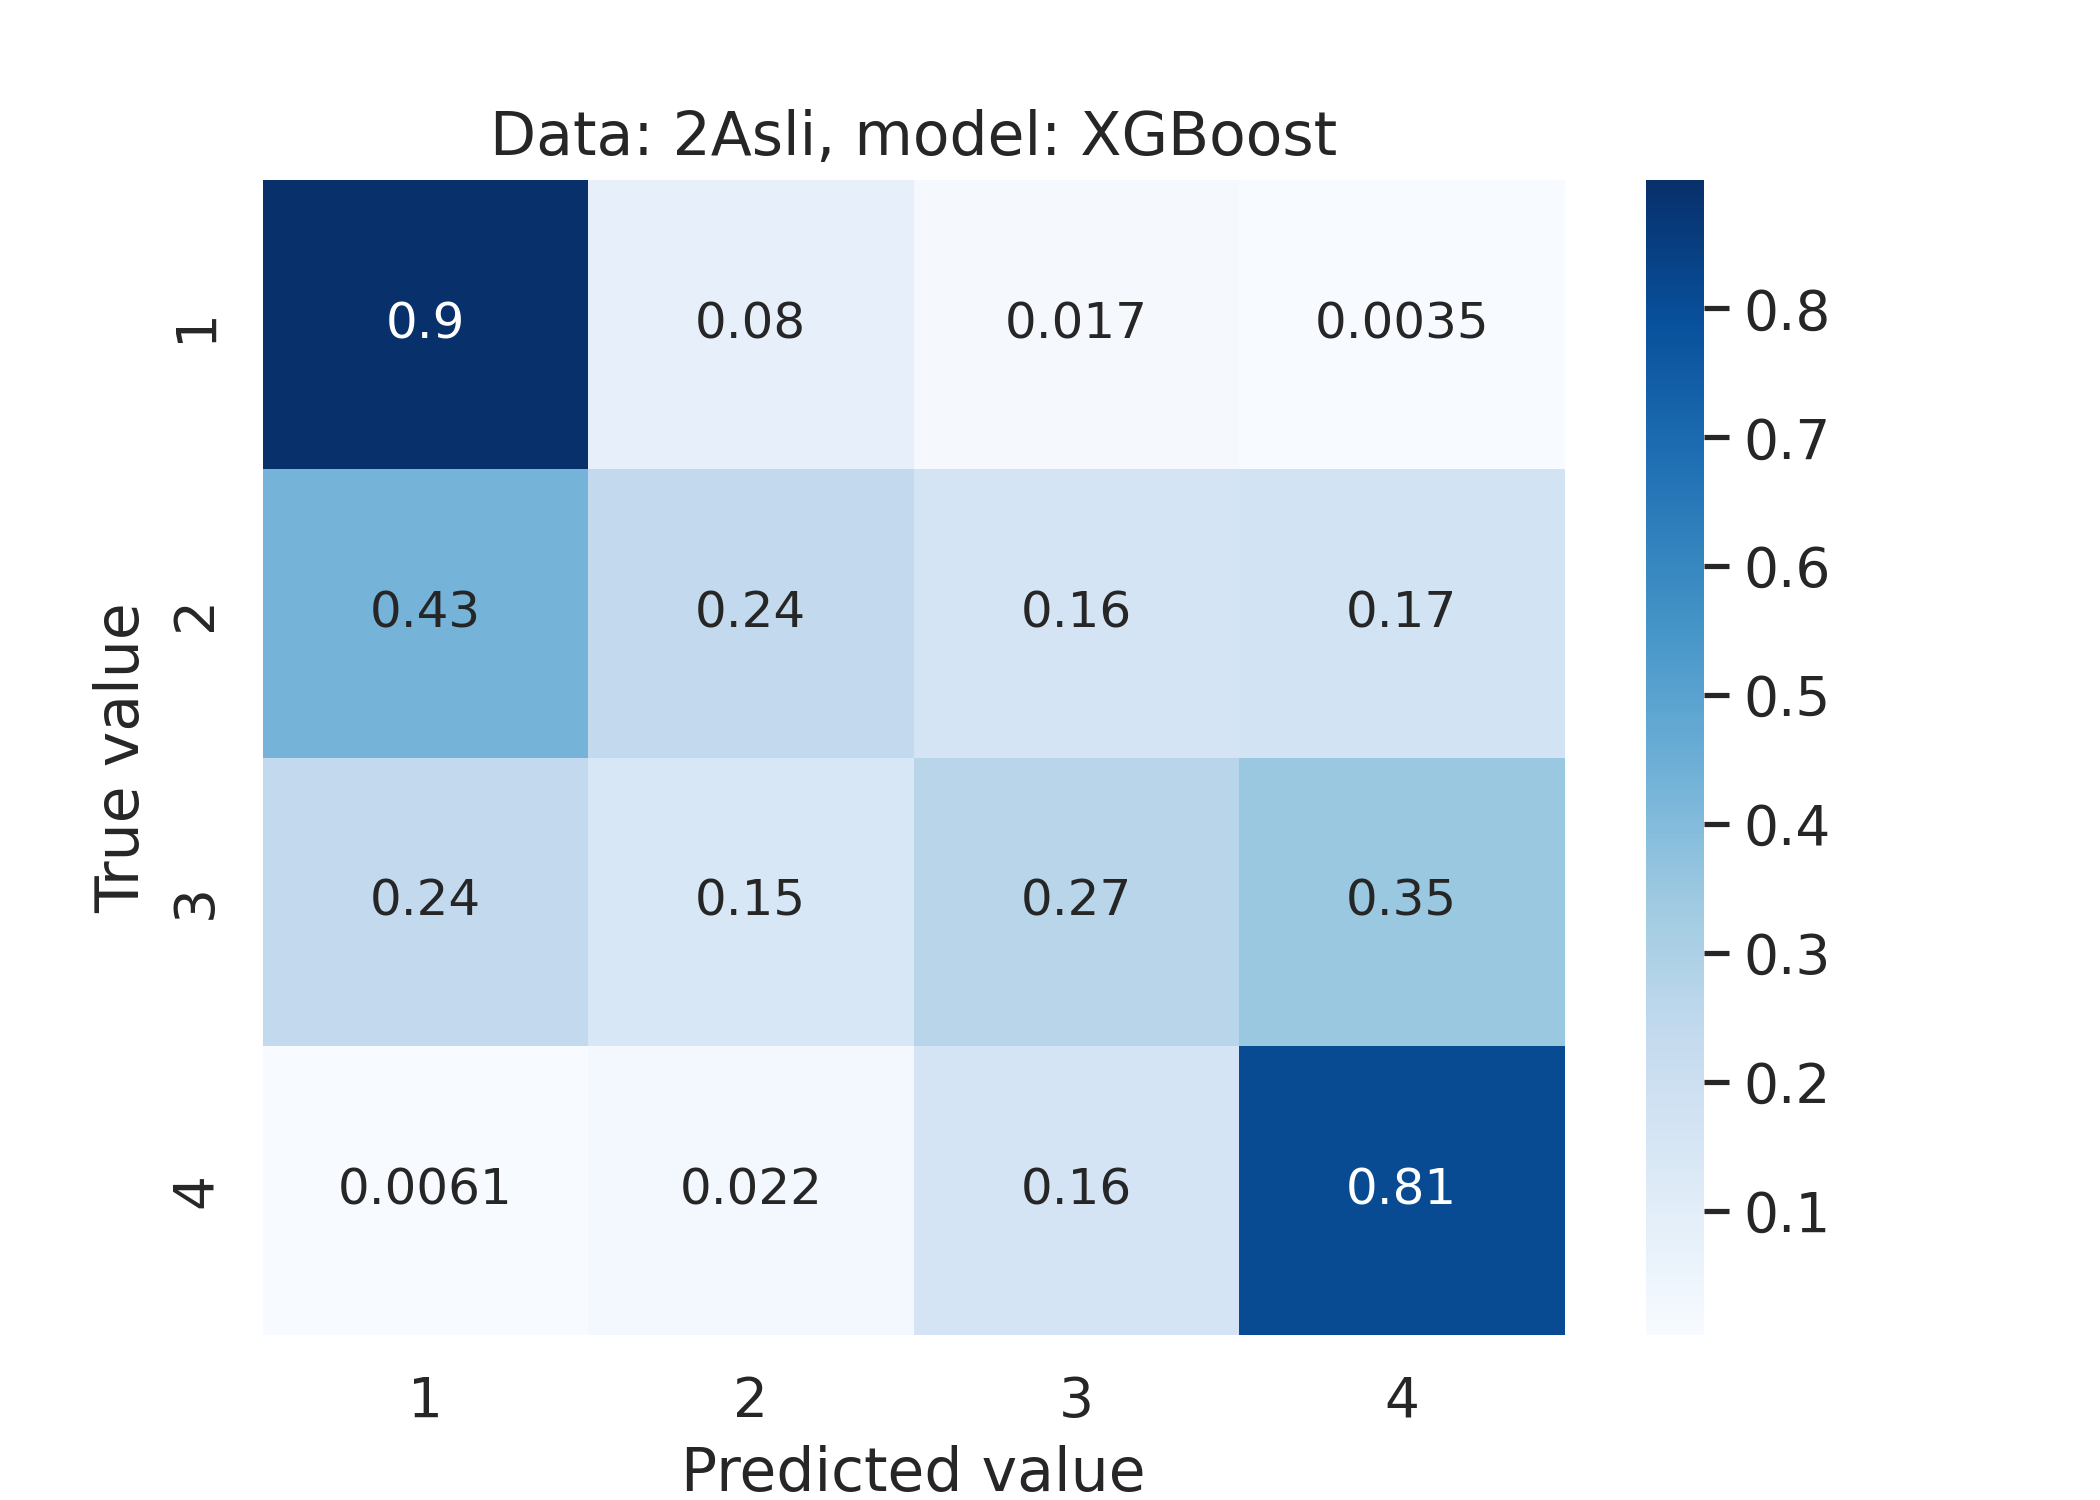 Data: 2Asli, model: XGBoost
1 0.9 0.08 0.017 0.0035
2 0.43 0.24 0.16 0.17
3 0.24 0.15 0.27 0.35
4 0.0061 0.022 0.16 0.81
1 2 3 4
Predicted value
True value
0.8
0.7
0.6
0.5
0.4
0.3
0.2
0.1